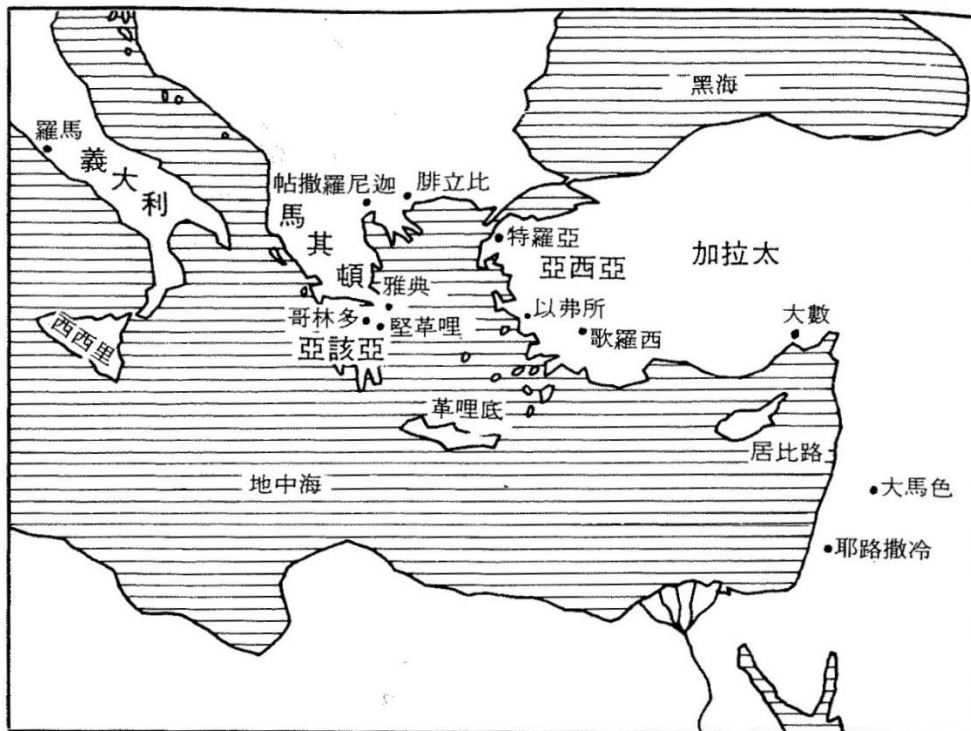 黑海
羅馬
義大利
帖撒羅尼迦
腓立比
馬其頓
特羅亞
亞西亞
加拉太
雅典
哥林多
堅革哩
亞該亞
以弗所
歌羅西
大數
西西里
革哩底
居比路
地中海
大馬色
耶路撒冷